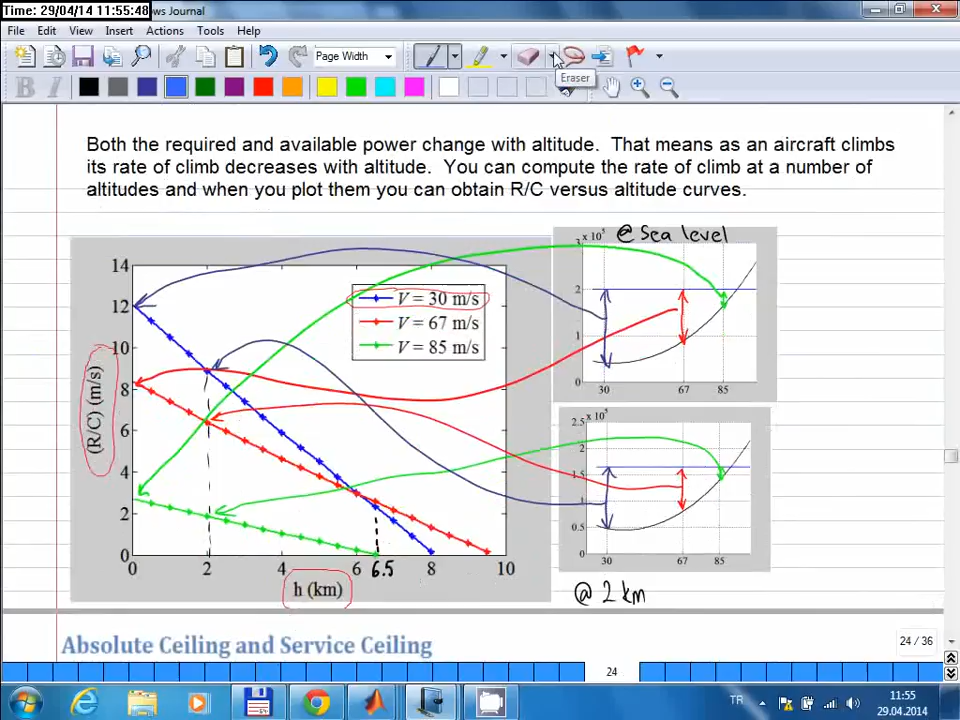 Time: 29/04/14 11:55:48
ws Journal
File Edit View Insert Actions Tools Help
Page Width
Eraser
B I
Both the required and available power change with altitude. That means as an aircraft climbs
its rate of climb decreases with altitude. You can compute the rate of climb at a number of
altitudes and when you plot them you can obtain R/C versus altitude curves.
14
12
10
8
6
4
2
0
(R/C) (m/s)
V = 30 m/s
V = 67 m/s
V = 85 m/s
0 2 4 6 8 10
6.5
h (km)
x 10⁵
@ Sea level
3
2
1
0
30 67 85
x 10⁵
2.5
2
1.5
1
0.5
0
30 67 85
@ 2 km
Absolute Ceiling and Service Ceiling
24 / 36
24
TR
11:55
29.04.2014